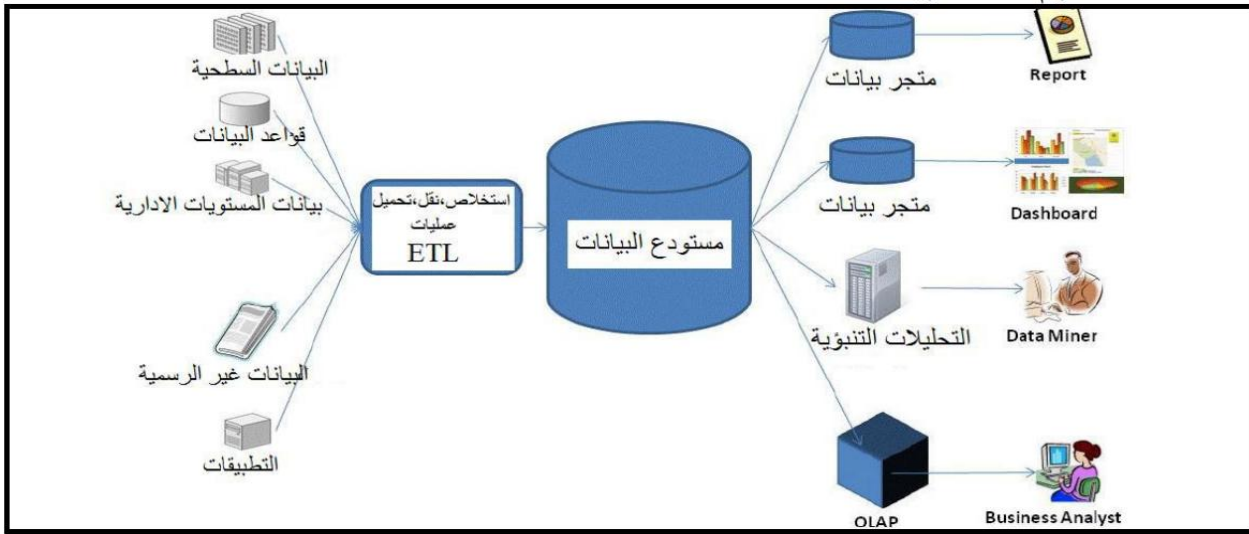 البيانات السطحية
قواعد البيانات
بيانات المستويات الادارية
البيانات غير الرسمية
التطبيقات
استخلاص،نقل،تحميل
عمليات
ETL
مستودع البيانات
متجر بيانات
Report
متجر بيانات
Dashboard
التحليلات التنبؤية
Data Miner
OLAP
Business Analyst